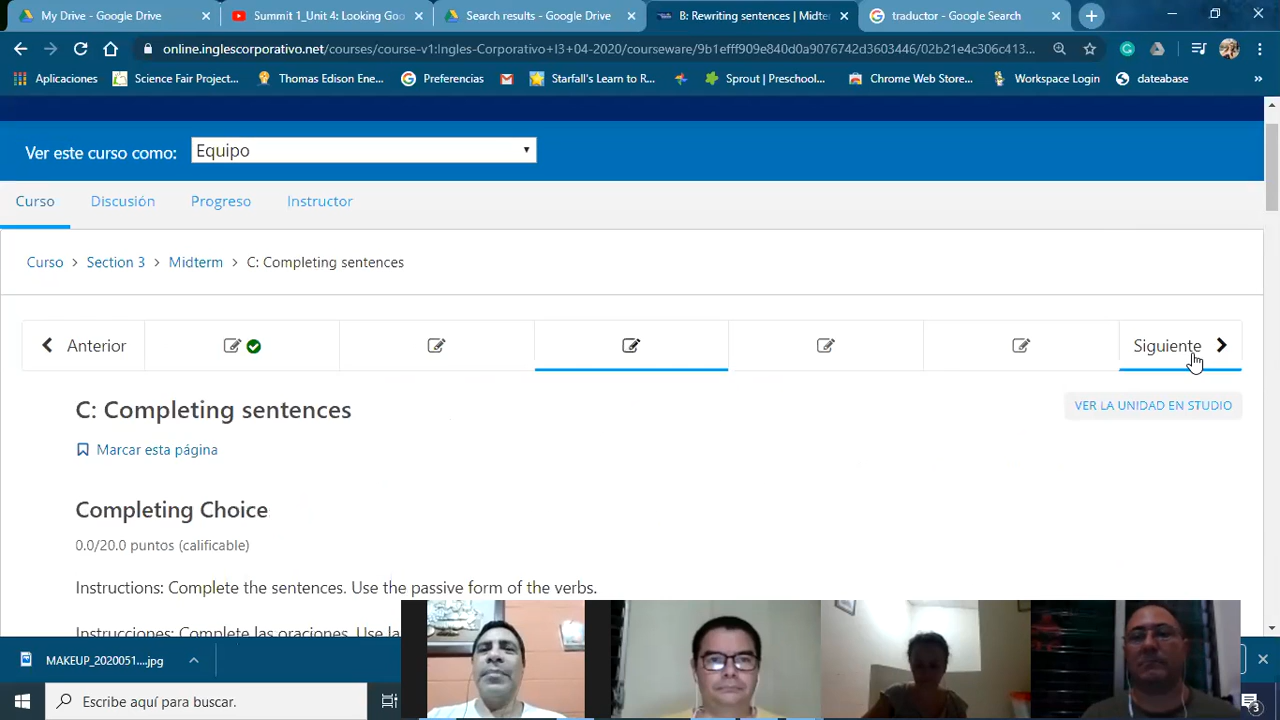 My Drive - Google Drive
Summit 1_Unit 4: Looking Go
Search results - Google Drive
B: Rewriting sentences | Midte
traductor - Google Search
online.inglescorporativo.net/courses/course-v1:Ingles-Corporativo+I3+04-2020/courseware/9b1efff909e840d0a9076742d3603446/02b21e4c306c413...
Aplicaciones
Science Fair Project...
Thomas Edison Ene...
Preferencias
Starfall's Learn to R...
Sprout | Preschool...
Chrome Web Store...
Workspace Login
dateabase
Ver este curso como:
Equipo
Curso
Discusión
Progreso
Instructor
Curso > Section 3 > Midterm > C: Completing sentences
Anterior
Siguiente
C: Completing sentences
VER LA UNIDAD EN STUDIO
Marcar esta página
Completing Choice
0.0/20.0 puntos (calificable)
Instructions: Complete the sentences. Use the passive form of the verbs.
Instrucciones: Complete las oraciones. Use la
MAKEUP_2020051....jpg
Escribe aquí para buscar.
3